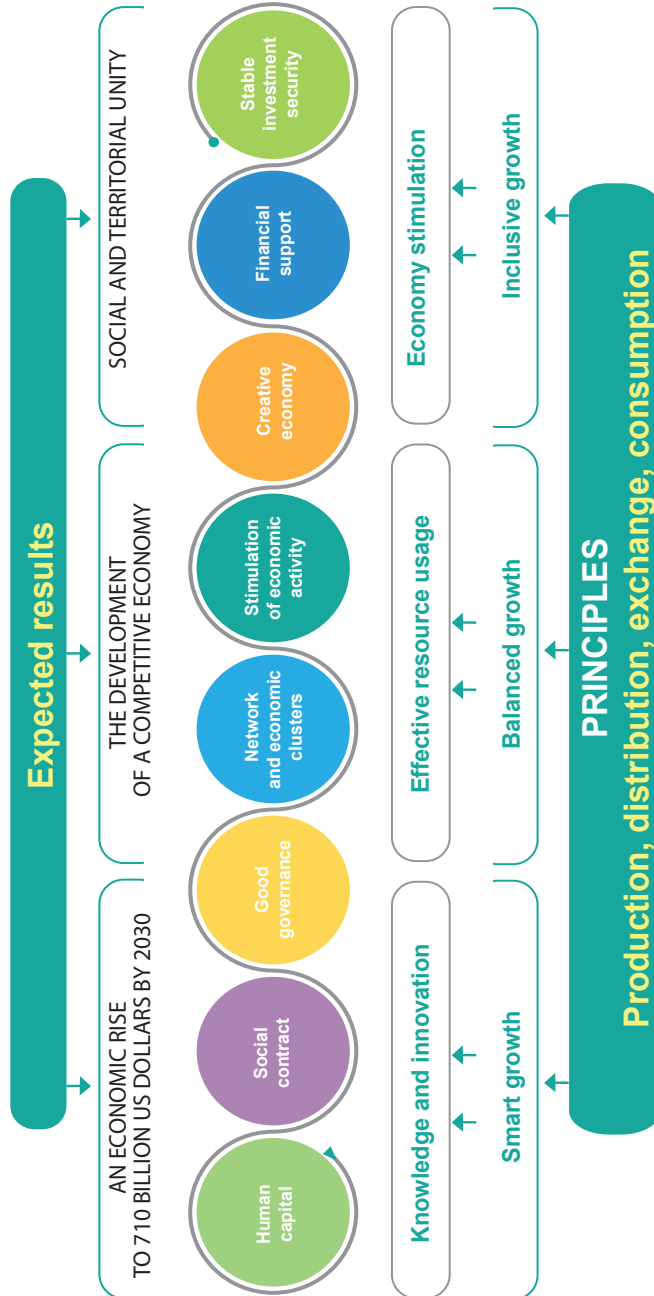 Expected results
AN ECONOMIC RISE
TO 710 BILLION US DOLLARS BY 2030
THE DEVELOPMENT
OF A COMPETITIVE ECONOMY
SOCIAL AND TERRITORIAL UNITY
Human
capital
Social
contract
Good
governance
Network
and economic
clusters
Stimulation
of economic
activity
Creative
economy
Financial
support
Stable
investment
security
Knowledge and innovation
Effective resource usage
Economy stimulation
Smart growth
Balanced growth
Inclusive growth
PRINCIPLES
Production, distribution, exchange, consumption